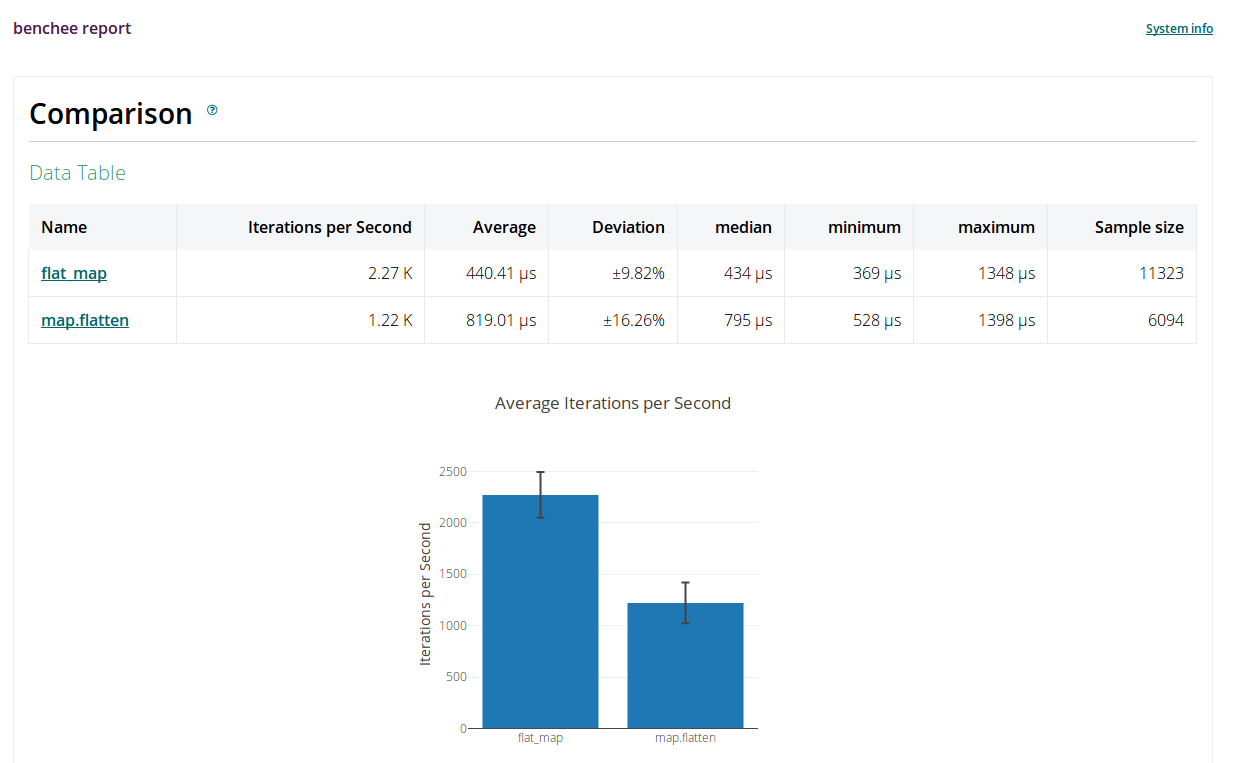 benchee report
System info
Comparison ?
Data Table
Name Iterations per Second Average Deviation median minimum maximum Sample size
flat_map 2.27 K 440.41 µs ±9.82% 434 µs 369 µs 1348 µs 11323
map.flatten 1.22 K 819.01 µs ±16.26% 795 µs 528 µs 1398 µs 6094
Average Iterations per Second
Iterations per Second
2500
2000
1500
1000
500
0
flat_map map.flatten